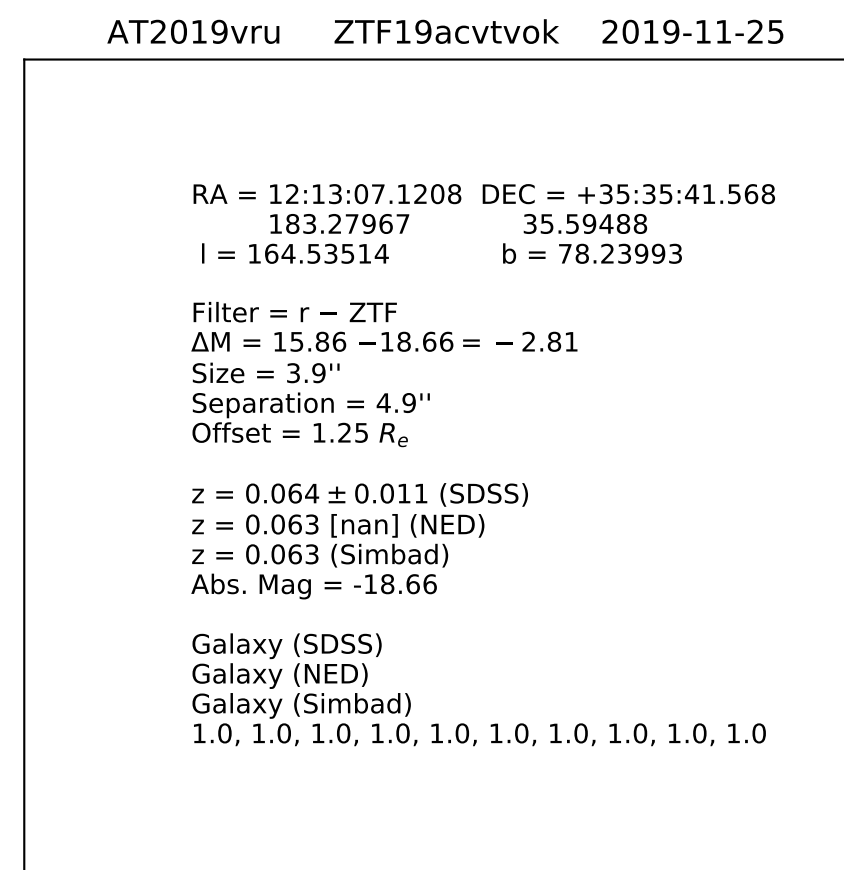 AT2019vru ZTF19acvtvok 2019-11-25
RA = 12:13:07.1208 DEC = +35:35:41.568
183.27967 35.59488
l = 164.53514 b = 78.23993
Filter = r − ZTF
ΔM = 15.86 −18.66 = −2.81
Size = 3.9''
Separation = 4.9''
Offset = 1.25 Rₑ
z = 0.064 ± 0.011 (SDSS)
z = 0.063 [nan] (NED)
z = 0.063 (Simbad)
Abs. Mag = -18.66
Galaxy (SDSS)
Galaxy (NED)
Galaxy (Simbad)
1.0, 1.0, 1.0, 1.0, 1.0, 1.0, 1.0, 1.0, 1.0, 1.0